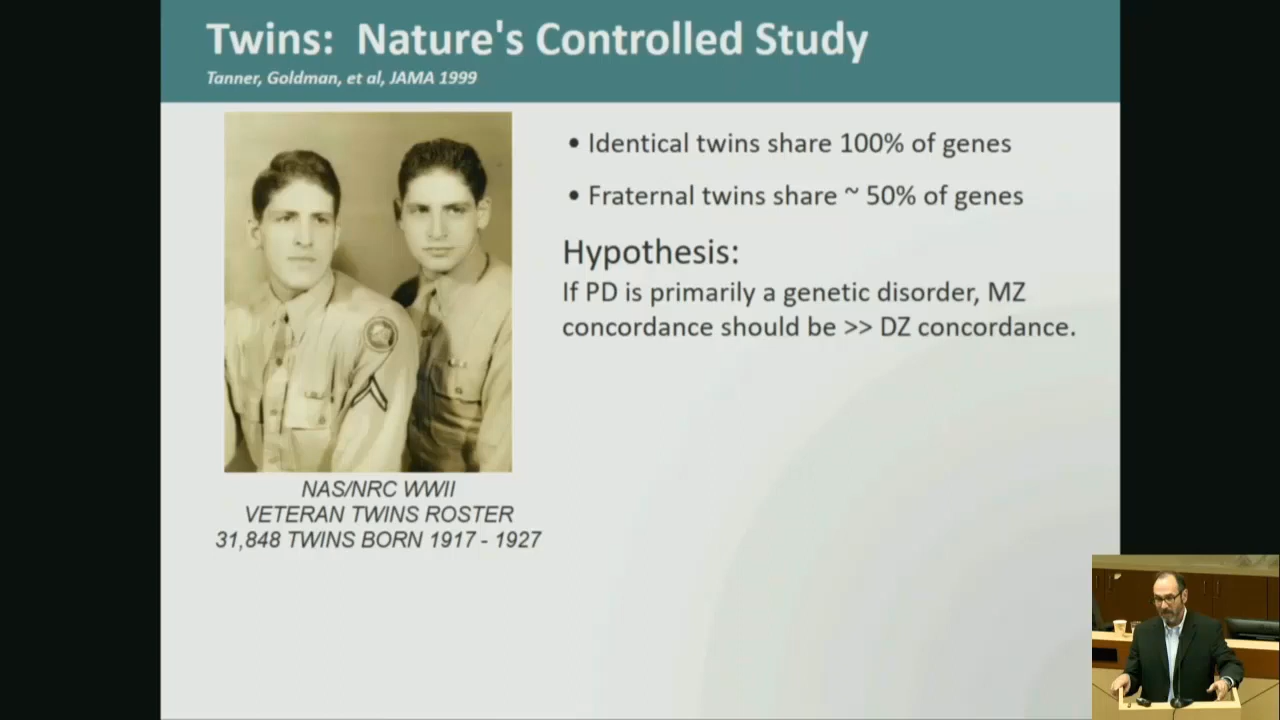 Twins: Nature's Controlled Study
Tanner, Goldman, et al, JAMA 1999
• Identical twins share 100% of genes
• Fraternal twins share ~ 50% of genes
Hypothesis:
If PD is primarily a genetic disorder, MZ
concordance should be >> DZ concordance.
NAS/NRC WWII
VETERAN TWINS ROSTER
31,848 TWINS BORN 1917 - 1927